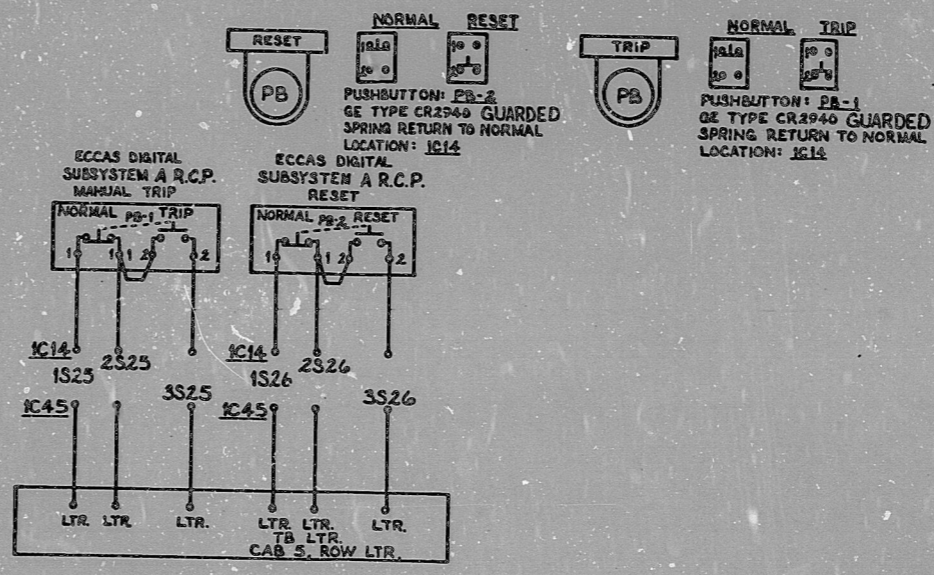 RESET
PB
NORMAL RESET
PUSHBUTTON: PB-2
GE TYPE CR2940 GUARDED
SPRING RETURN TO NORMAL
LOCATION: 1C14
TRIP
PB
NORMAL TRIP
PUSHBUTTON: PB-1
GE TYPE CR2940 GUARDED
SPRING RETURN TO NORMAL
LOCATION: 1C14
ECCAS DIGITAL
SUBSYSTEM A R.C.P.
MANUAL TRIP
NORMAL PB-1 TRIP
1 1 1 2 2
ECCAS DIGITAL
SUBSYSTEM A R.C.P.
RESET
NORMAL PB-2 RESET
1 1 2 2
1C14
1S25
2S25
3S25
1C45
1C14
1S26
2S26
3S26
1C45
LTR. LTR LTR. LTR. LTR. LTR.
TB LTR.
CAB 5, ROW LTR.